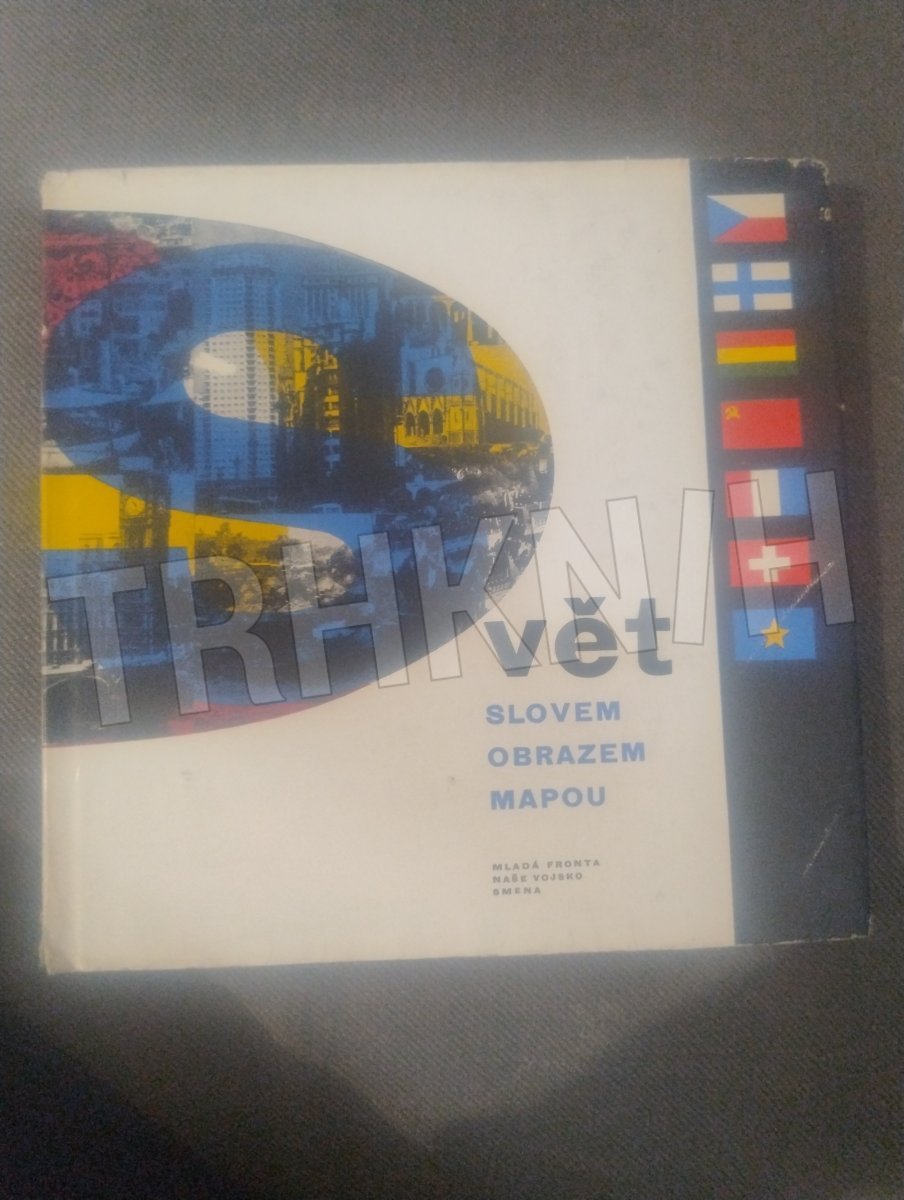 TRHKNIH
svět
SLOVEM
OBRAZEM
MAPOU
MLADÁ FRONTA
NAŠE VOJSKO
SMENA